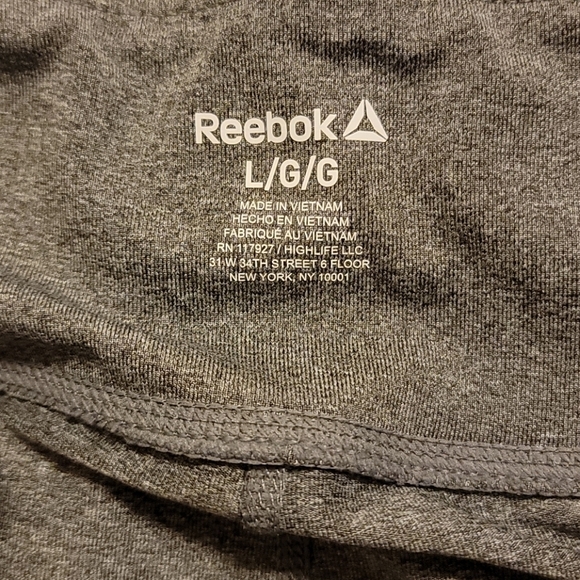 Reebok
L/G/G
MADE IN VIETNAM
HECHO EN VIETNAM
FABRIQUÉ AU VIETNAM
RN 117927 / HIGHLIFE LLC
31 W 34TH STREET 6 FLOOR
NEW YORK, NY 10001